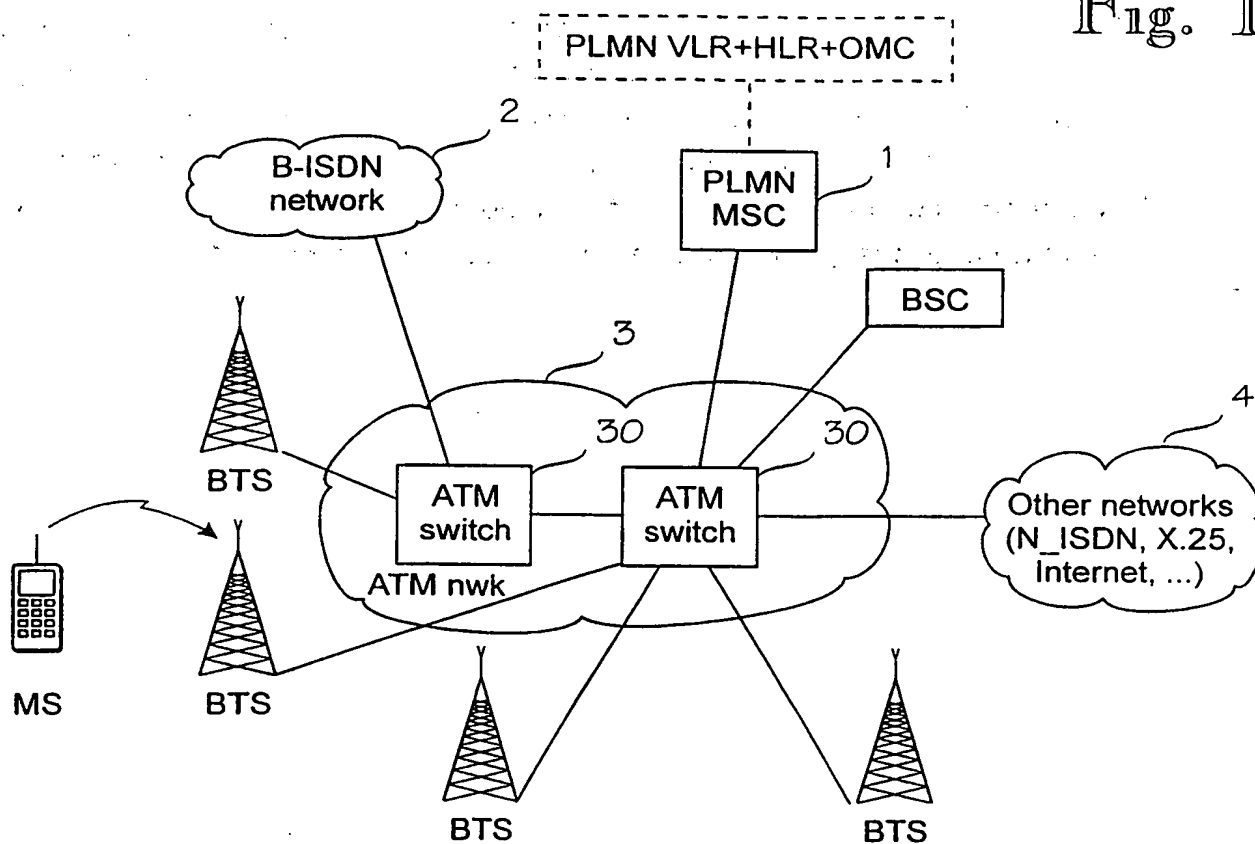 Fig. 1
PLMN VLR+HLR+OMC
2
B-ISDN
network
1
PLMN
MSC
BSC
3
4
30
30
BTS
ATM
switch
ATM
switch
Other networks
(N_ISDN, X.25,
Internet, ...)
ATM nwk
MS
BTS
BTS
BTS